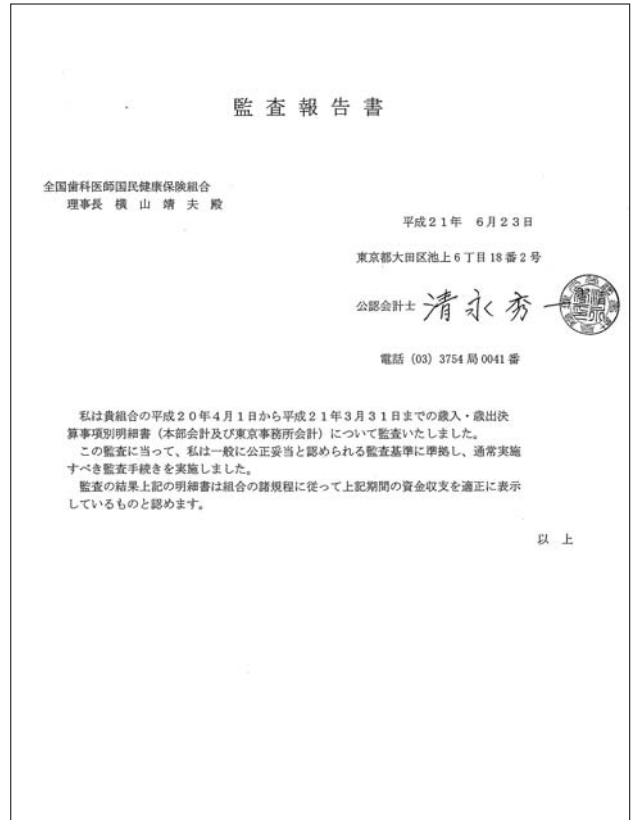 監査報告書
全国歯科医師国民健康保険組合
理事長 横山靖夫殿
平成21年 6月23日
東京都大田区池上6丁目18番2号
公認会計士 清永秀一
電話 (03) 3754局0041番
私は貴組合の平成20年4月1日から平成21年3月31日までの歳入・歳出決
算事項別明細書(本部会計及び東京事務所会計)について監査いたしました。
この監査に当って、私は一般に公正妥当と認められる監査基準に準拠し、通常実施
すべき監査手続きを実施しました。
監査の結果上記の明細書は組合の諸規程に従って上記期間の資金収支を適正に表示
しているものと認めます。
以上